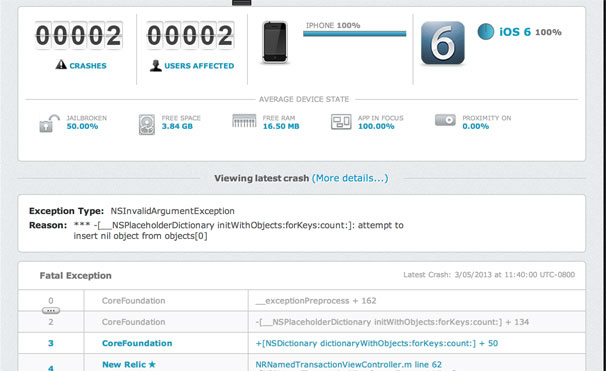 00002
CRASHES
00002
USERS AFFECTED
IPHONE 100%
6
iOS 6 100%
AVERAGE DEVICE STATE
JAILBROKEN
50.00%
FREE SPACE
3.84 GB
FREE RAM
16.50 MB
APP IN FOCUS
100.00%
PROXIMITY ON
0.00%
Viewing latest crash (More details...)
Exception Type: NSInvalidArgumentException
Reason: *** -[__NSPlaceholderDictionary initWithObjects:forKeys:count:]: attempt to
insert nil object from objects[0]
Fatal Exception
Latest Crash: 3/05/2013 at 11:40:00 UTC-0800
0 CoreFoundation __exceptionPreprocess + 162
2 CoreFoundation -[__NSPlaceholderDictionary initWithObjects:forKeys:count:] + 134
3 CoreFoundation +[NSDictionary dictionaryWithObjects:forKeys:count:] + 50
4 New Relic ★ NRNamedTransactionViewController.m line 62